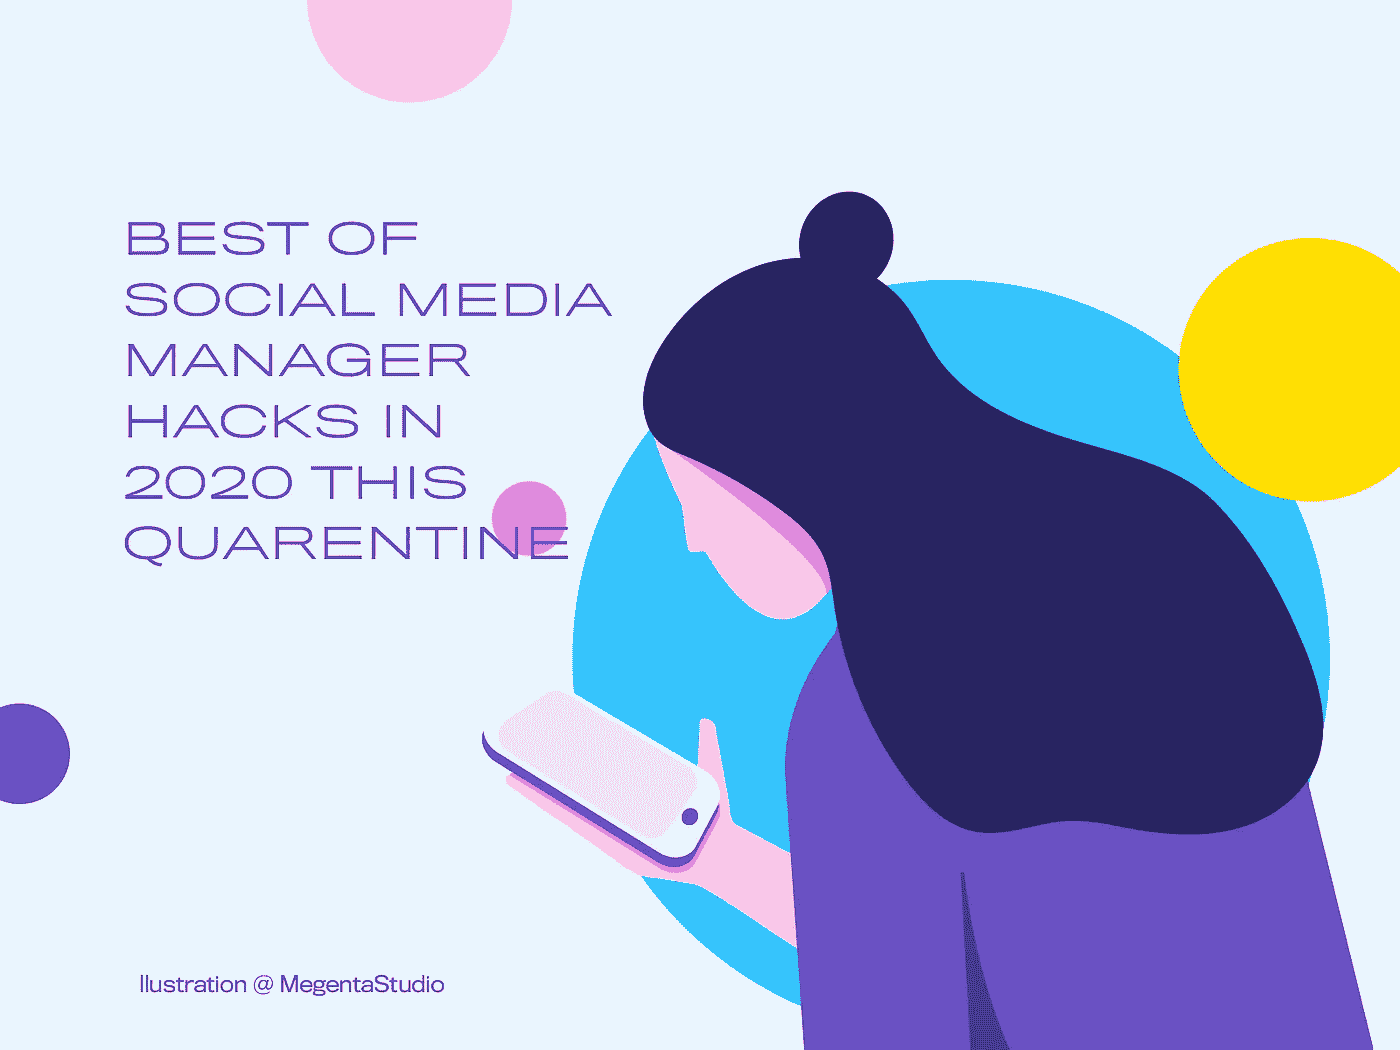 BEST OF
SOCIAL MEDIA
MANAGER
HACKS IN
2020 THIS
QUARENTINE
llustration @ MegentaStudio